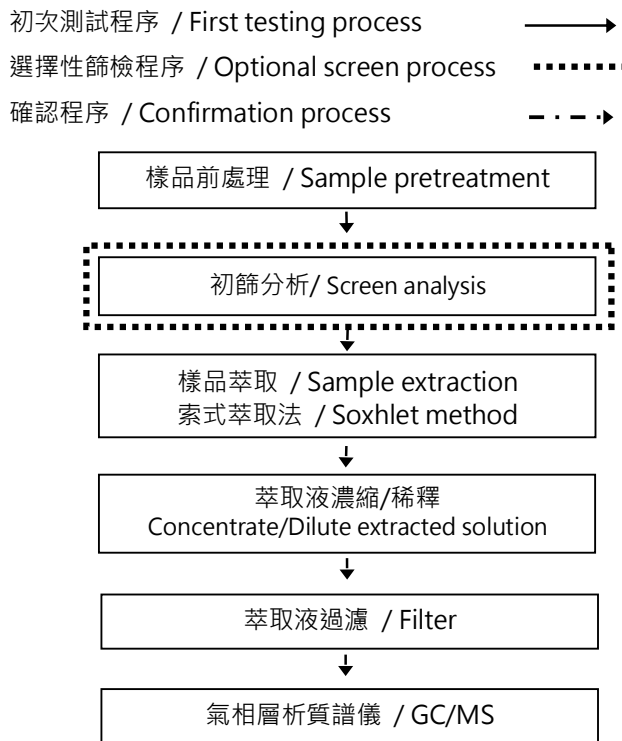 初次測試程序 / First testing process
選擇性篩檢程序 / Optional screen process
確認程序 / Confirmation process
樣品前處理 / Sample pretreatment
初篩分析/ Screen analysis
樣品萃取 / Sample extraction
索式萃取法 / Soxhlet method
萃取液濃縮/稀釋
Concentrate/Dilute extracted solution
萃取液過濾 / Filter
氣相層析質譜儀 / GC/MS